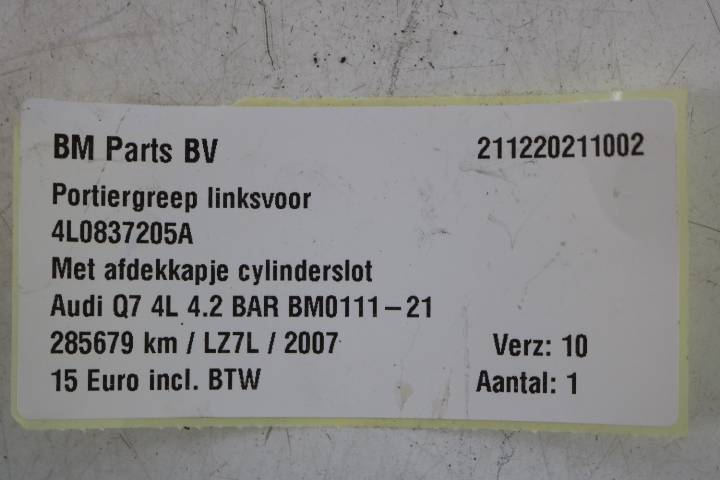 BM Parts BV 211220211002
Portiergreep linksvoor
4L0837205A
Met afdekkapje cylinderslot
Audi Q7 4L 4.2 BAR BM0111-21
285679 km / LZ7L / 2007 Verz: 10
15 Euro incl. BTW Aantal: 1